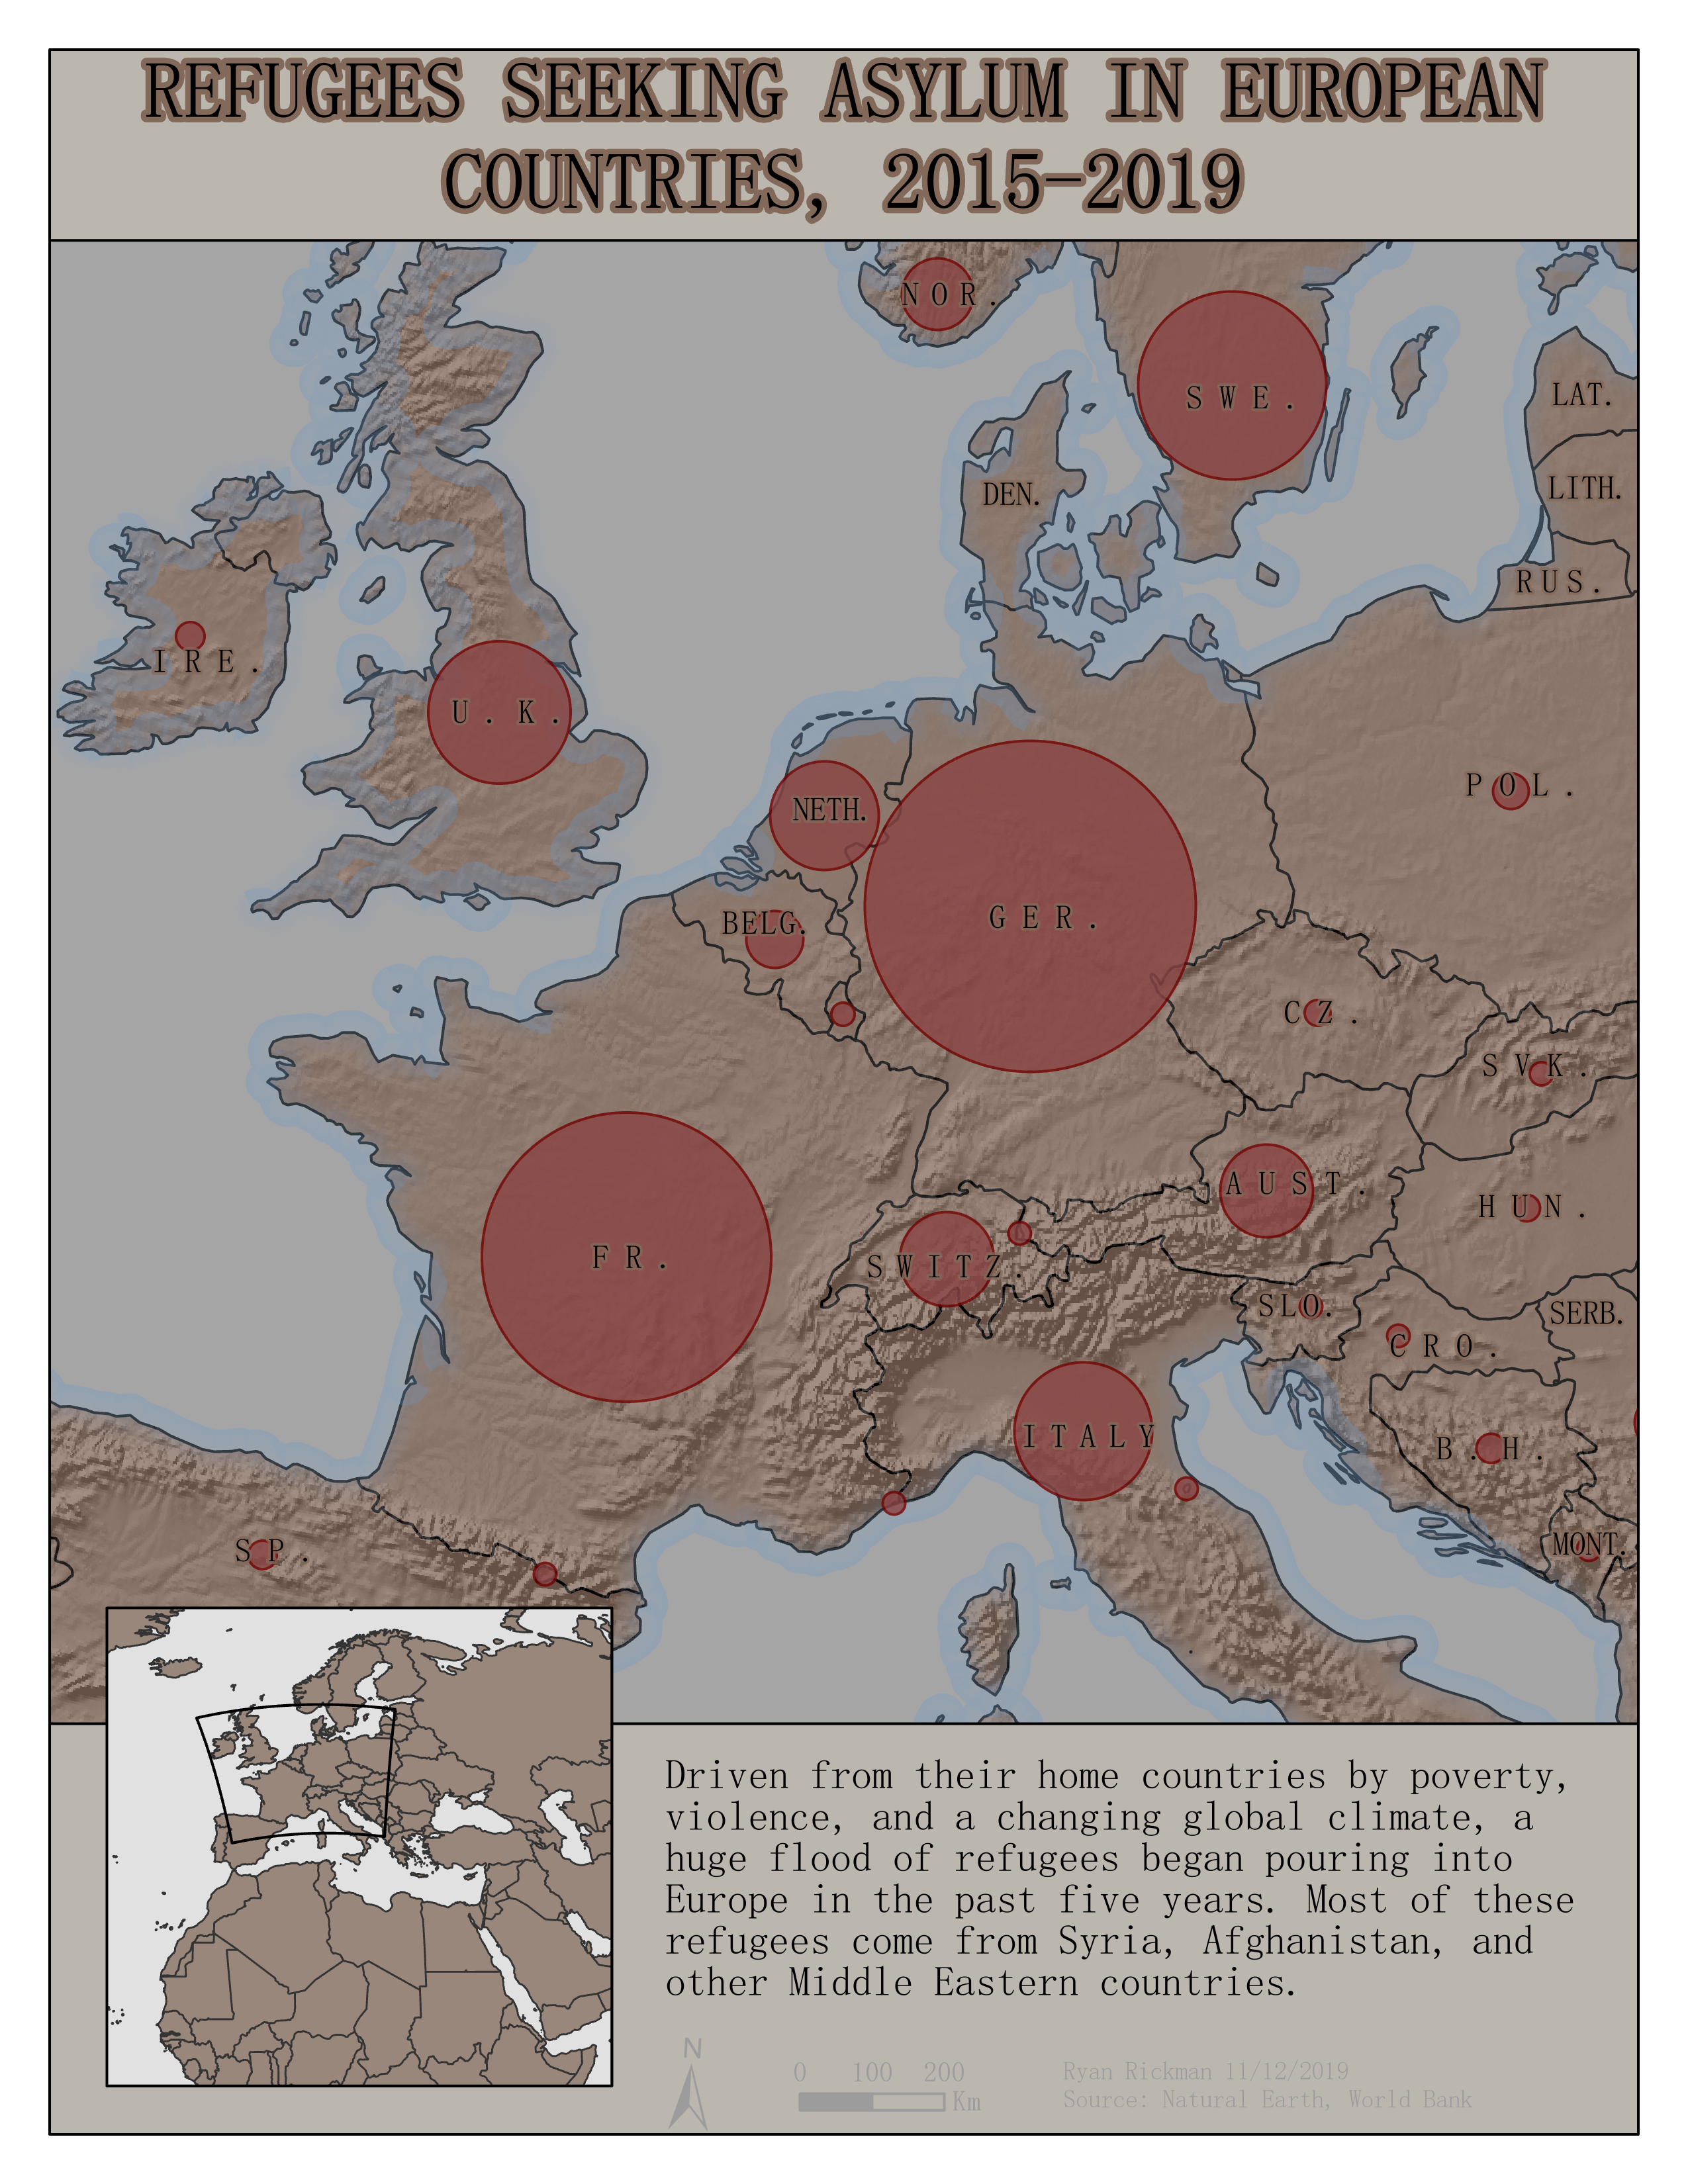 REFUGEES SEEKING ASYLUM IN EUROPEAN
COUNTRIES, 2015-2019
NOR.
SWE.
LAT.
LITH.
DEN.
RUS.
IRE.
U.K.
POL.
NETH.
GER.
BELG.
CZ.
SVK.
AUST.
HUN.
FR.
SWITZ.
SLO.
SERB.
CRO.
ITALY
B.H.
MONT.
SP.
Driven from their home countries by poverty,
violence, and a changing global climate, a
huge flood of refugees began pouring into
Europe in the past five years. Most of these
refugees come from Syria, Afghanistan, and
other Middle Eastern countries.
N
0 100 200
Km
Ryan Rickman 11/12/2019
Source: Natural Earth, World Bank